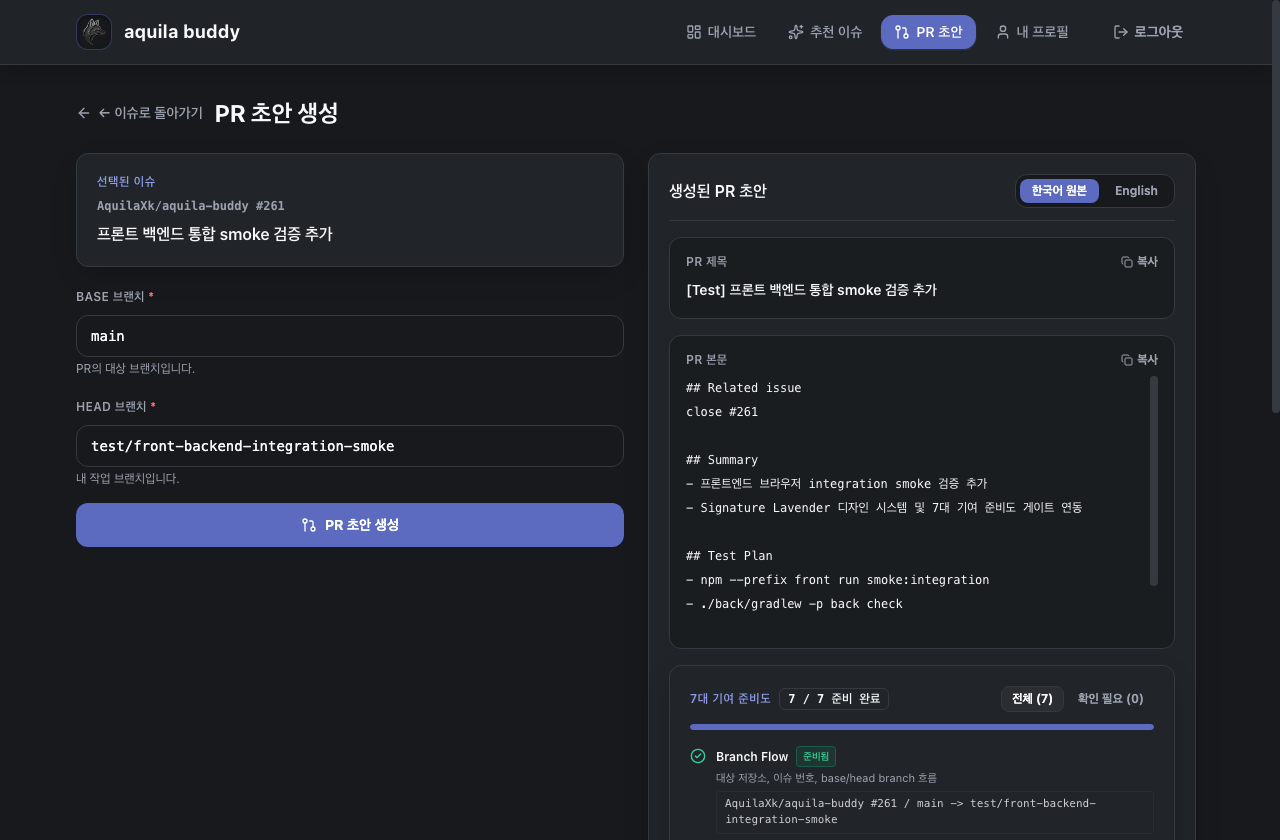 aquila buddy
대시보드
추천 이슈
PR 초안
내 프로필
로그아웃
← 이슈로 돌아가기
PR 초안 생성
선택된 이슈
AquilaXk/aquila-buddy #261
프론트 백엔드 통합 smoke 검증 추가
BASE 브랜치 *
main
PR의 대상 브랜치입니다.
HEAD 브랜치 *
test/front-backend-integration-smoke
내 작업 브랜치입니다.
PR 초안 생성
생성된 PR 초안
한국어 원본
English
PR 제목
복사
[Test] 프론트 백엔드 통합 smoke 검증 추가
PR 본문
복사
## Related issue
close #261
## Summary
- 프론트엔드 브라우저 integration smoke 검증 추가
- Signature Lavender 디자인 시스템 및 7대 기여 준비도 게이트 연동
## Test Plan
- npm --prefix front run smoke:integration
- ./back/gradlew -p back check
7대 기여 준비도
7 / 7 준비 완료
전체 (7)
확인 필요 (0)
Branch Flow
준비됨
대상 저장소, 이슈 번호, base/head branch 흐름
AquilaXk/aquila-buddy #261 / main -> test/front-backend-
integration-smoke